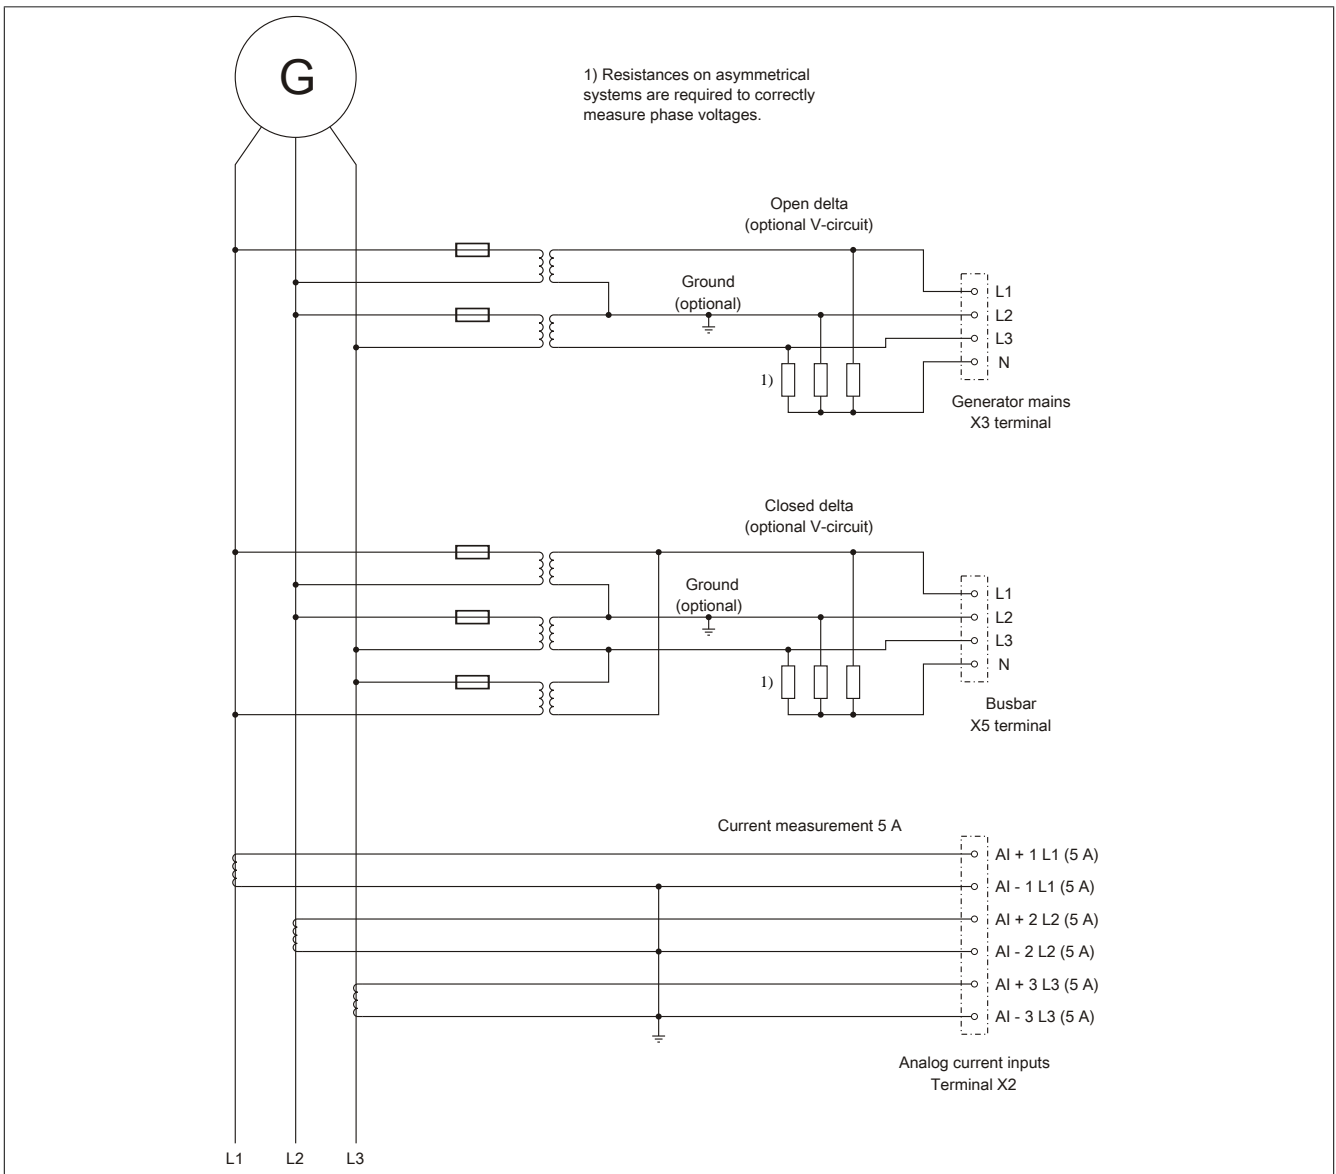 G
1) Resistances on asymmetrical
systems are required to correctly
measure phase voltages.
Open delta
(optional V-circuit)
Ground
(optional)
L1
L2
L3
N
1)
Generator mains
X3 terminal
Closed delta
(optional V-circuit)
Ground
(optional)
L1
L2
L3
N
1)
Busbar
X5 terminal
Current measurement 5 A
AI + 1 L1 (5 A)
AI - 1 L1 (5 A)
AI + 2 L2 (5 A)
AI - 2 L2 (5 A)
AI + 3 L3 (5 A)
AI - 3 L3 (5 A)
Analog current inputs
Terminal X2
L1 L2 L3